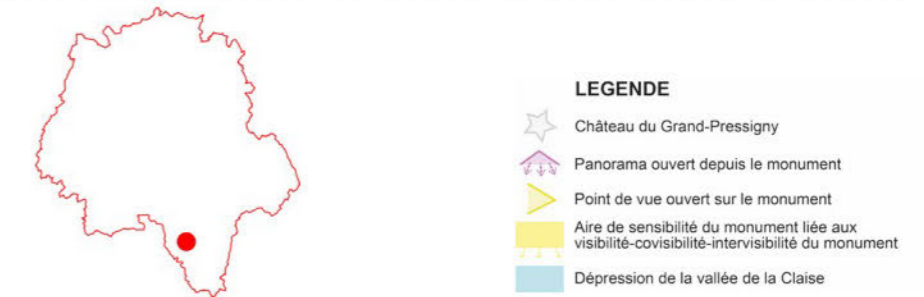 LEGENDE
Château du Grand-Pressigny
Panorama ouvert depuis le monument
Point de vue ouvert sur le monument
Aire de sensibilité du monument liée aux
visibilité-covisibilité-intervisibilité du monument
Dépression de la vallée de la Claise